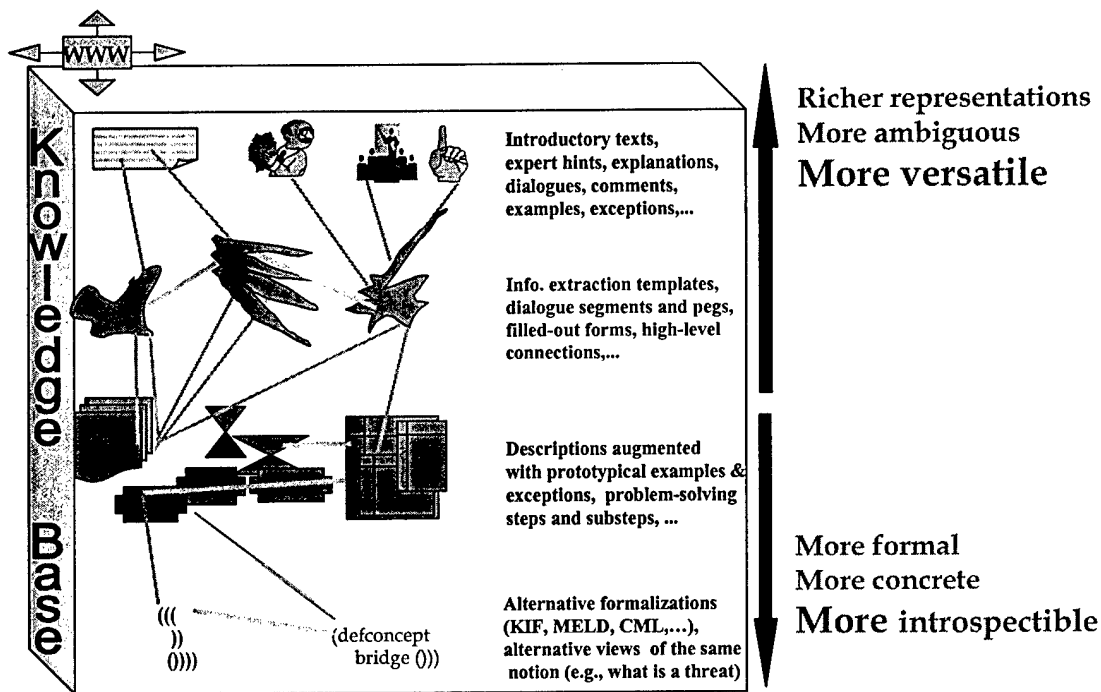 WWW
Knowledge Base
Introductory texts,
expert hints, explanations,
dialogues, comments,
examples, exceptions,...
Info. extraction templates,
dialogue segments and pegs,
filled-out forms, high-level
connections,...
Descriptions augmented
with prototypical examples &
exceptions, problem-solving
steps and substeps, ...
Alternative formalizations
(KIF, MELD, CML,...),
alternative views of the same
notion (e.g., what is a threat)
(((
))
())))
(defconcept
bridge ()))
Richer representations
More ambiguous
More versatile
More formal
More concrete
More introspectible